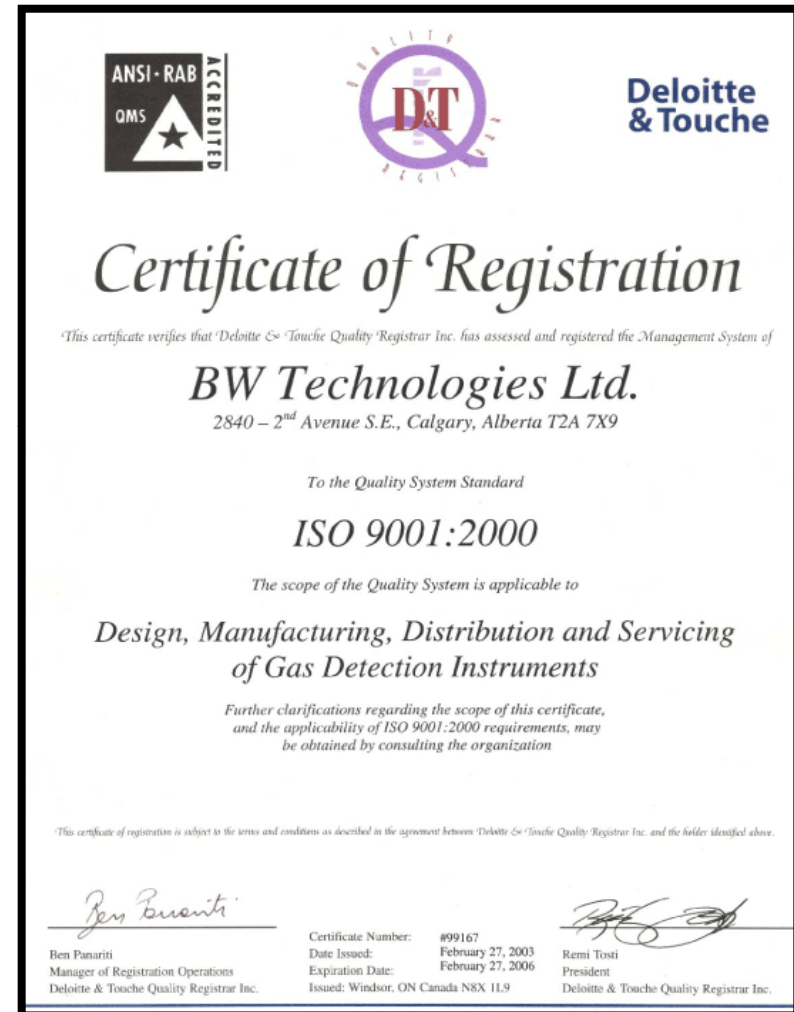 ANSI·RAB
QMS
ACCREDITED
QUALITY
D&T
REGISTRAR
Deloitte
& Touche
Certificate of Registration
This certificate verifies that Deloitte & Touche Quality Registrar Inc. has assessed and registered the Management System of
BW Technologies Ltd.
2840 – 2nd Avenue S.E., Calgary, Alberta T2A 7X9
To the Quality System Standard
ISO 9001:2000
The scope of the Quality System is applicable to
Design, Manufacturing, Distribution and Servicing
of Gas Detection Instruments
Further clarifications regarding the scope of this certificate,
and the applicability of ISO 9001:2000 requirements, may
be obtained by consulting the organization
This certificate of registration is subject to the terms and conditions as described in the agreement between Deloitte & Touche Quality Registrar Inc. and the holder identified above.
Ben Panariti
Ben Panariti
Manager of Registration Operations
Deloitte & Touche Quality Registrar Inc.
Certificate Number: #99167
Date Issued: February 27, 2003
Expiration Date: February 27, 2006
Issued: Windsor, ON Canada N8X 1L9
Remi Tosti
President
Deloitte & Touche Quality Registrar Inc.